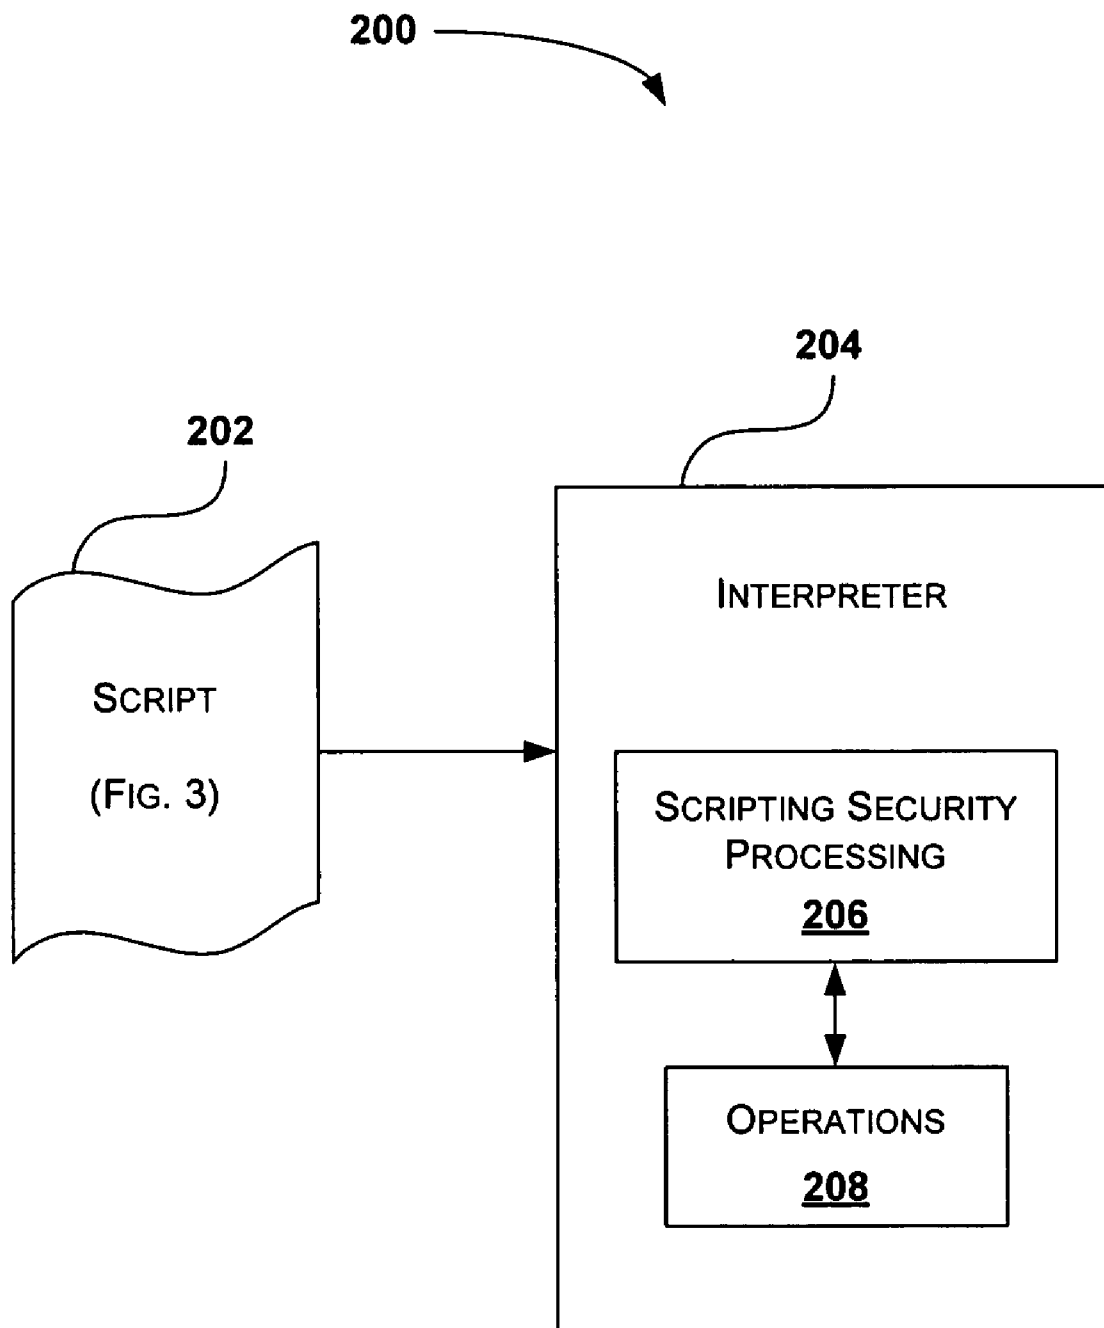 200
204
202
INTERPRETER
SCRIPT
(FIG. 3)
SCRIPTING SECURITY
PROCESSING
206
OPERATIONS
208